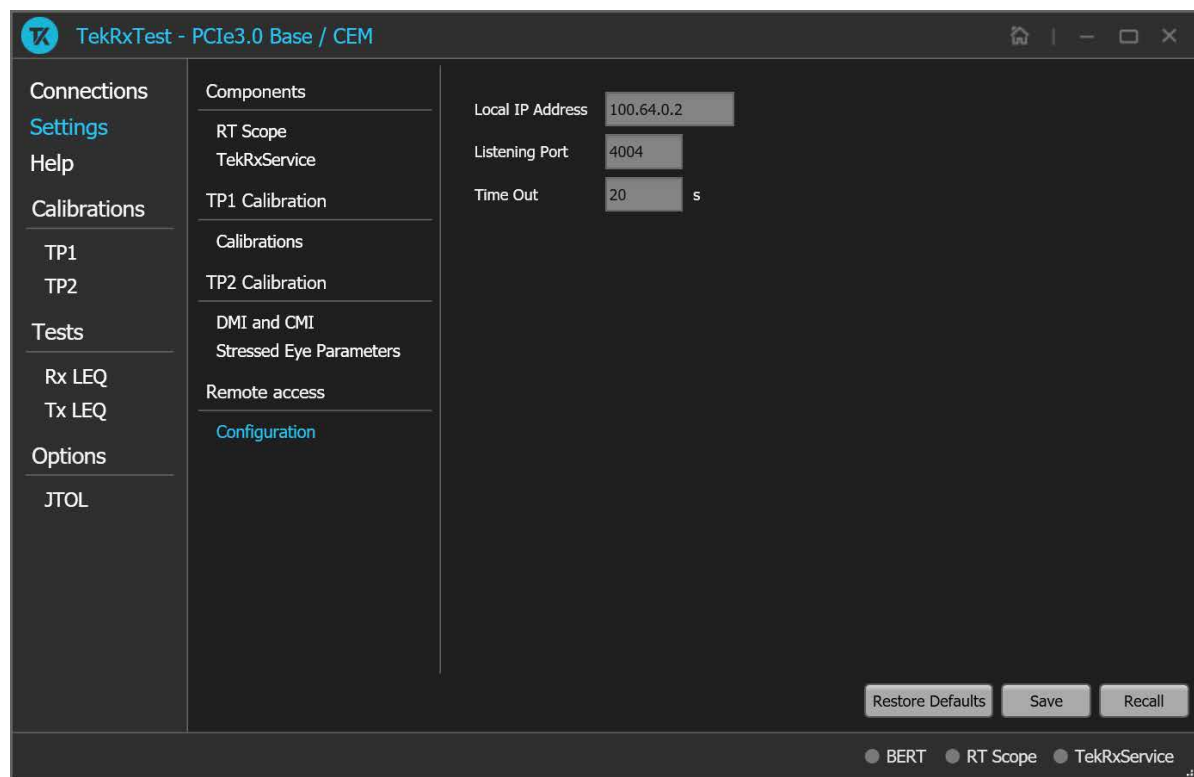 TekRxTest - PCIe3.0 Base / CEM
Connections
Settings
Help
Calibrations
TP1
TP2
Tests
Rx LEQ
Tx LEQ
Options
JTOL
Components
RT Scope
TekRxService
TP1 Calibration
Calibrations
TP2 Calibration
DMI and CMI
Stressed Eye Parameters
Remote access
Configuration
Local IP Address 100.64.0.2
Listening Port 4004
Time Out 20 s
Restore Defaults Save Recall
BERT RT Scope TekRxService